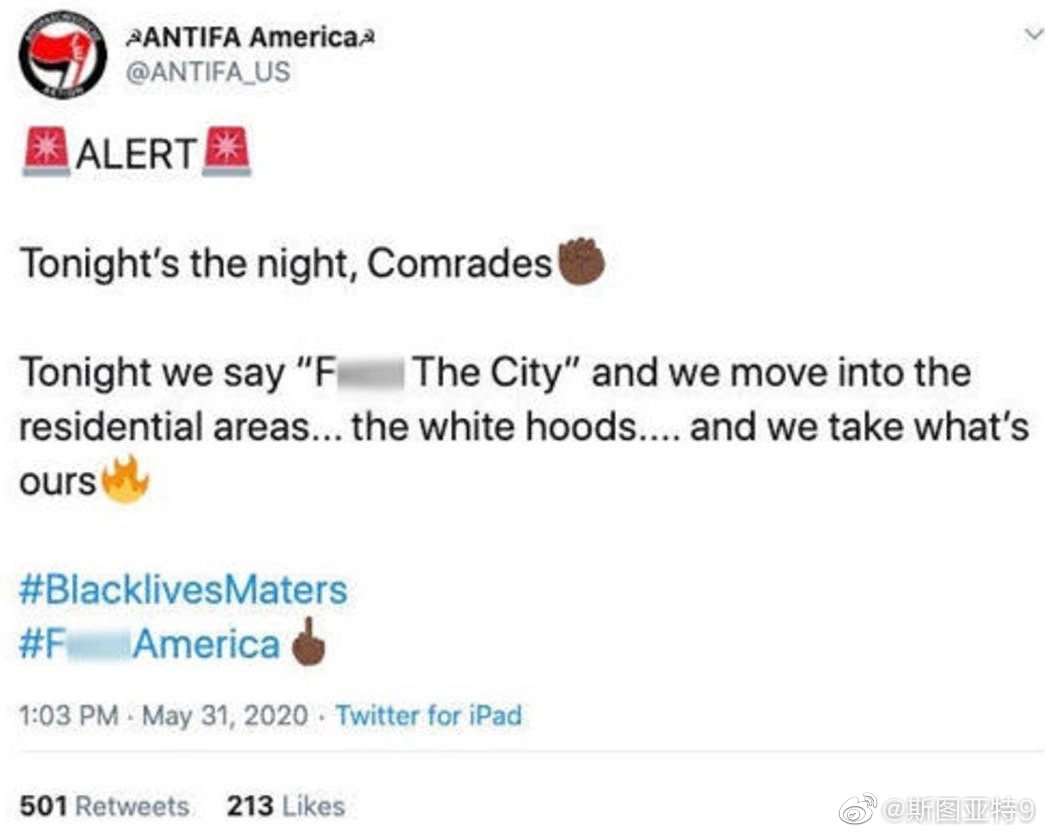 ☭ANTIFA America☭
@ANTIFA_US
🚨ALERT🚨
Tonight's the night, Comrades✊🏿
Tonight we say "F The City" and we move into the
residential areas... the white hoods.... and we take what's
ours🔥
#BlacklivesMaters
#F America🖕🏿
1:03 PM · May 31, 2020 · Twitter for iPad
501 Retweets 213 Likes
@斯图亚特9